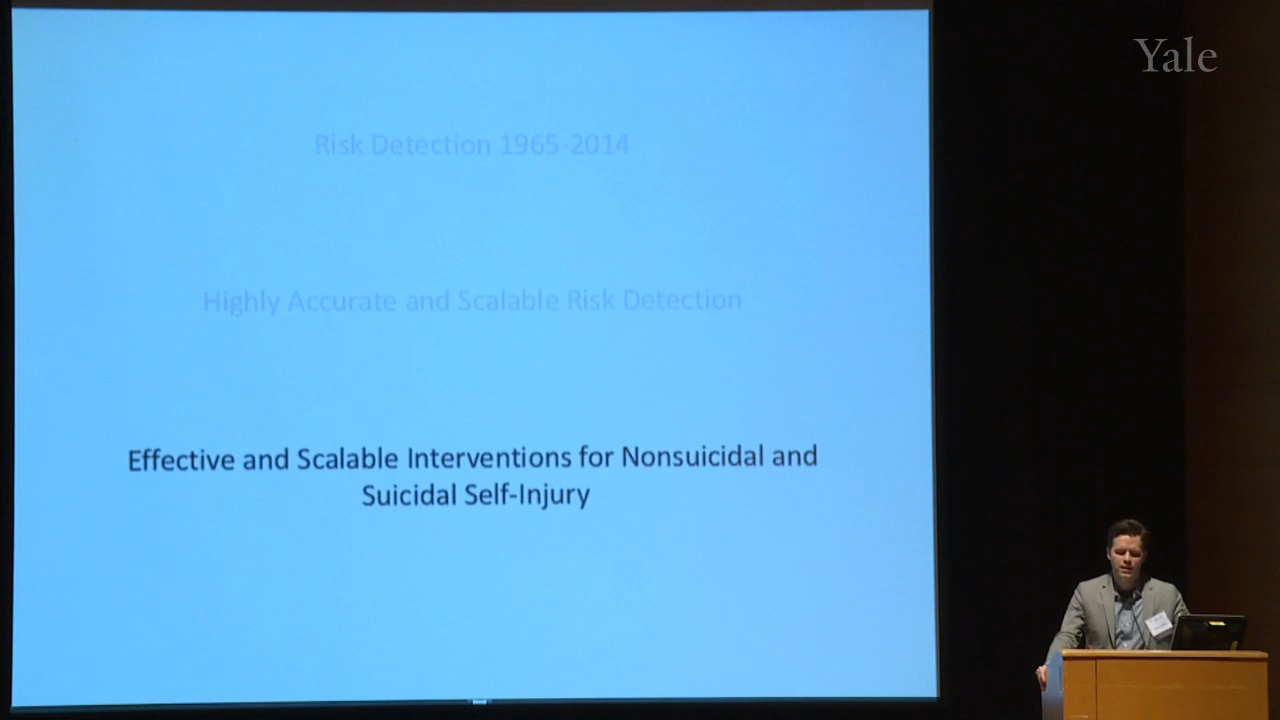 Yale
Risk Detection 1965-2014
Highly Accurate and Scalable Risk Detection
Effective and Scalable Interventions for Nonsuicidal and
Suicidal Self-Injury